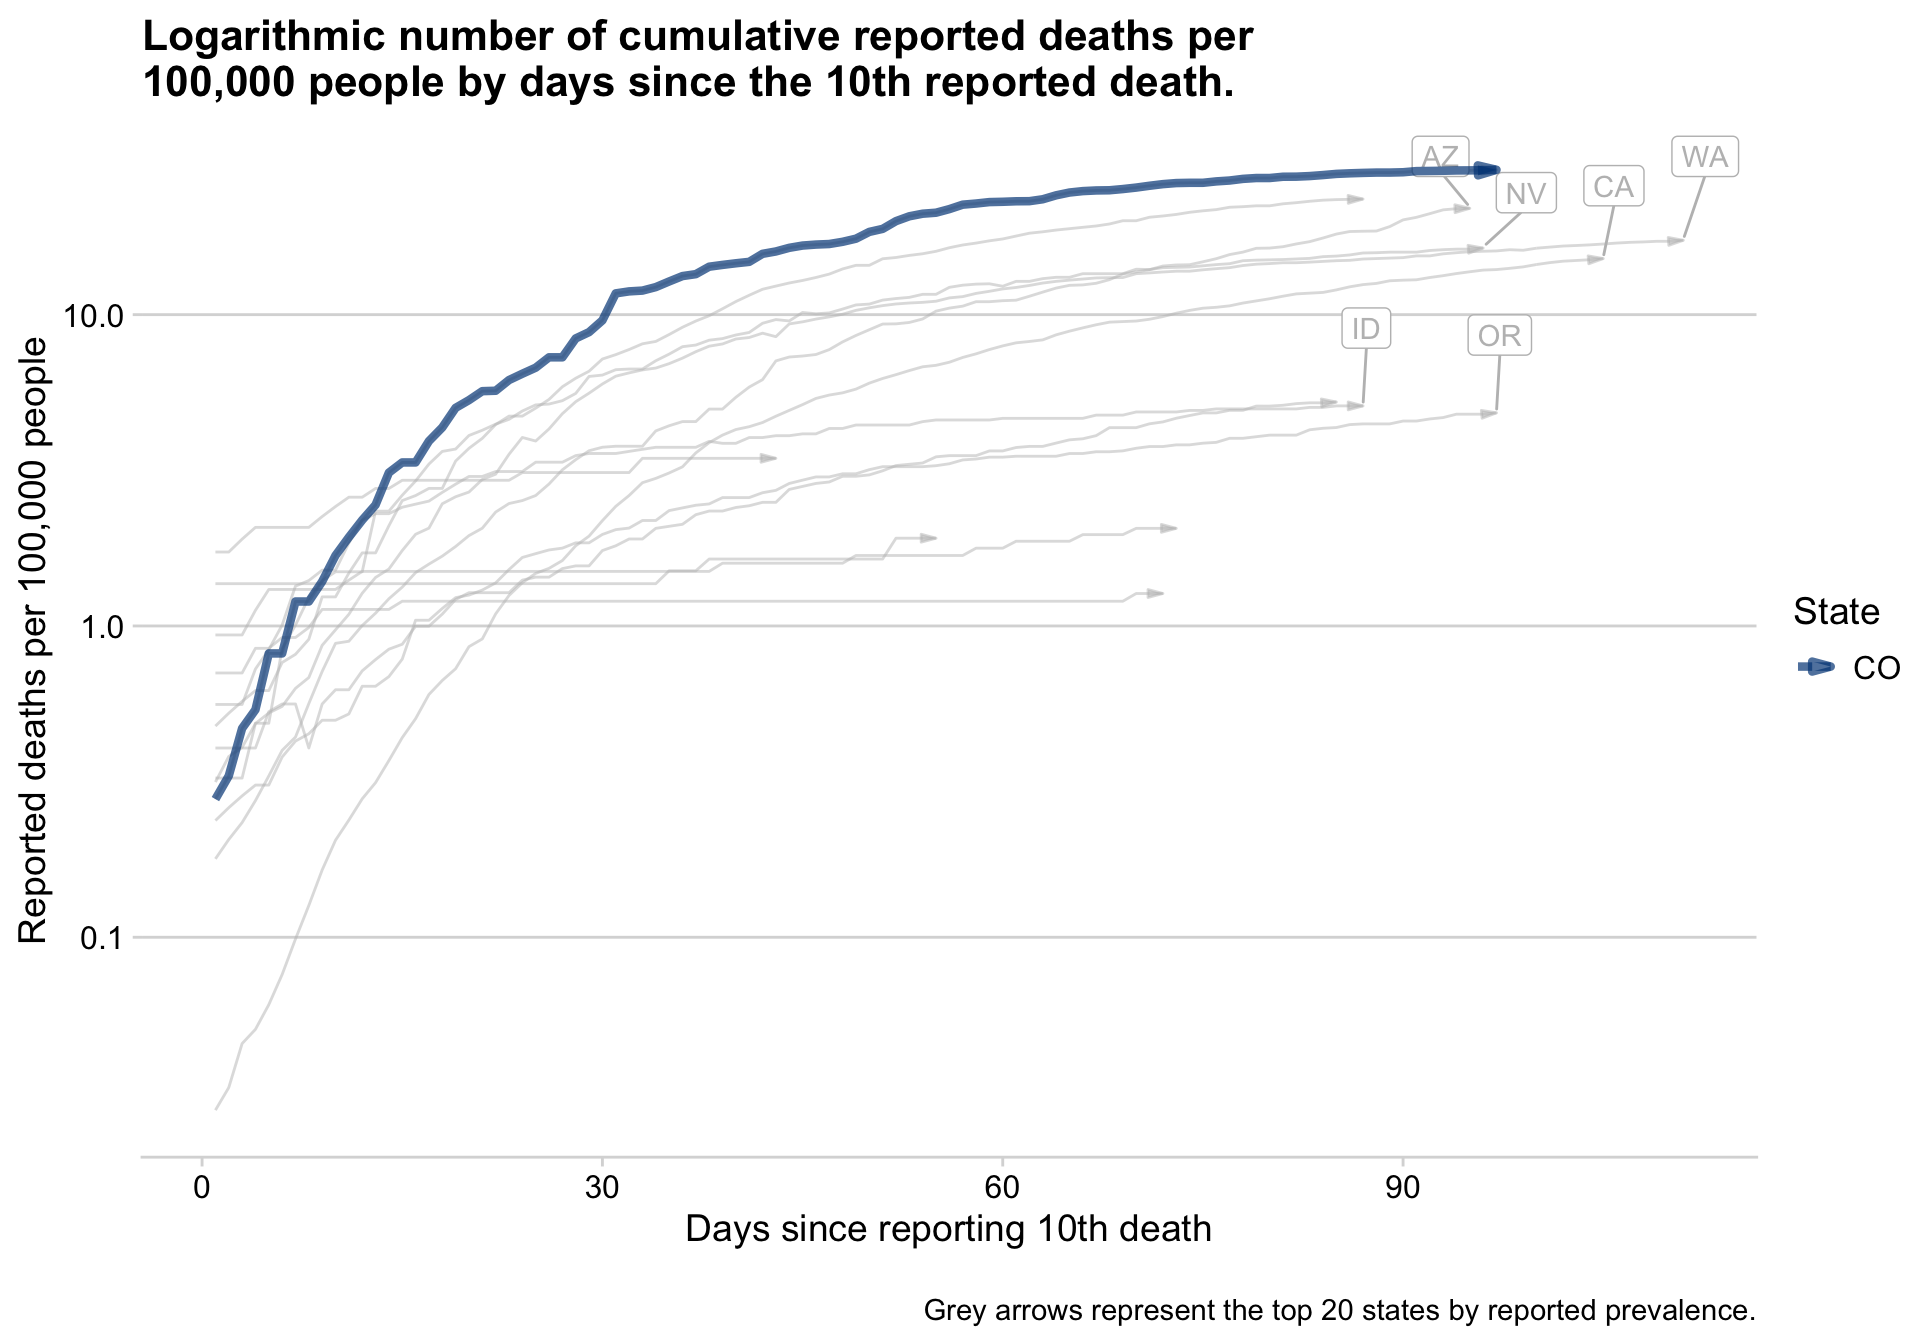 Logarithmic number of cumulative reported deaths per
100,000 people by days since the 10th reported death.
AZ
WA
NV
CA
ID
OR
10.0
1.0
0.1
Reported deaths per 100,000 people
State
CO
0
30
60
90
Days since reporting 10th death
Grey arrows represent the top 20 states by reported prevalence.